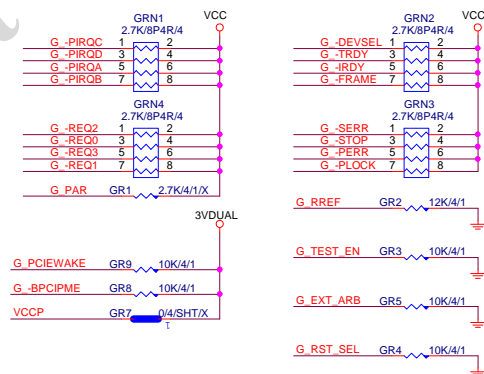 GRN1 VCC
2.7K/8P4R/4
G_-PIRQC 1 2
G_-PIRQD 3 4
G_-PIRQA 5 6
G_-PIRQB 7 8
GRN4
2.7K/8P4R/4
G_-REQ2 1 2
G_-REQ0 3 4
G_-REQ3 5 6
G_-REQ1 7 8
G_PAR GR1 2.7K/4/1/X
3VDUAL
G_PCIEWAKE GR9 10K/4/1
G_-BPCIPME GR8 10K/4/1
VCCP GR7 0/4/SHT/X
1
GRN2 VCC
2.7K/8P4R/4
G_-DEVSEL 1 2
G_-TRDY 3 4
G_-IRDY 5 6
G_-FRAME 7 8
GRN3
2.7K/8P4R/4
G_-SERR 1 2
G_-STOP 3 4
G_-PERR 5 6
G_-PLOCK 7 8
G_RREF GR2 12K/4/1
G_TEST_EN GR3 10K/4/1
G_EXT_ARB GR5 10K/4/1
G_RST_SEL GR4 10K/4/1